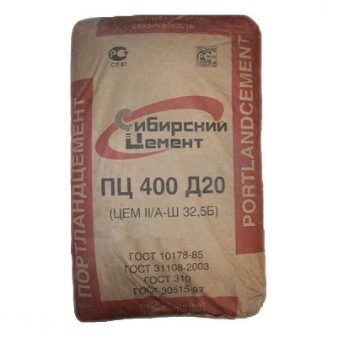 СТАБИЛЬНОСТЬ
Сибирский
Цемент
ПЦ 400 Д20
(ЦЕМ II/А-Ш 32,5Б)
ГОСТ 10178-85
ГОСТ 31108-2003
ГОСТ 310
ГОСТ 30515-97
ПОРТЛАНДЦЕМЕНТ
PORTLANDCEMENT